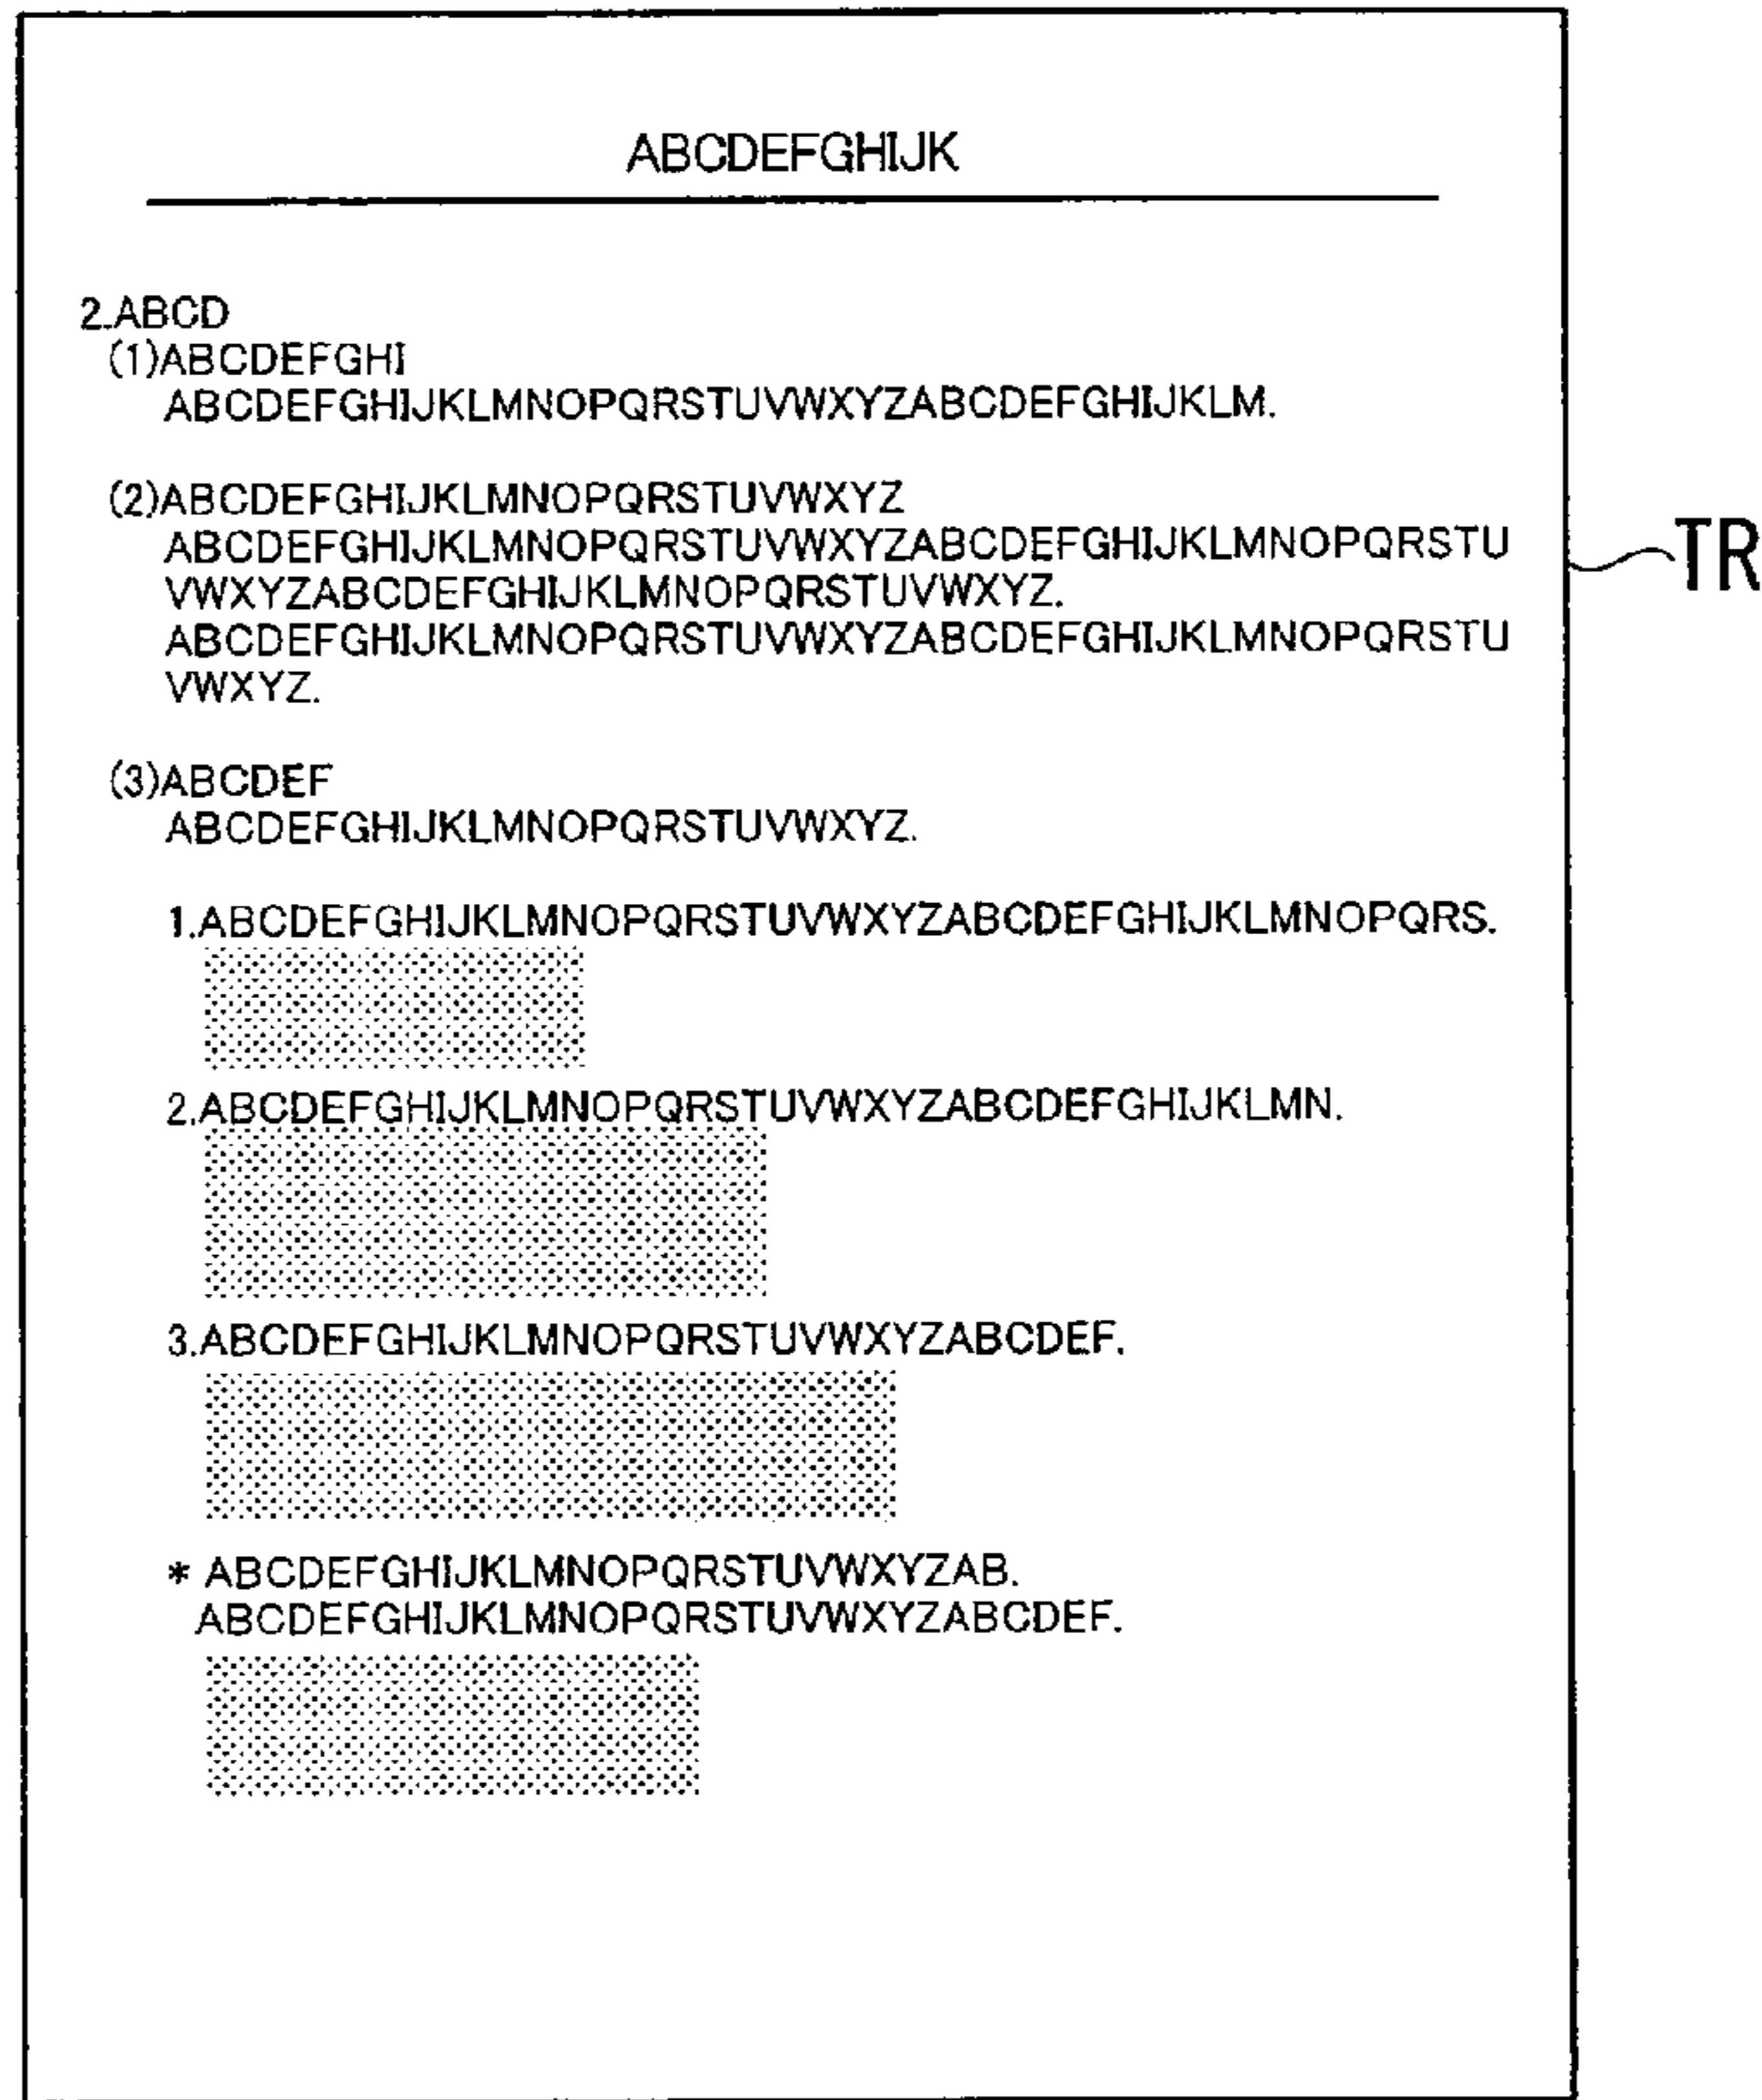 ABCDEFGHIJK
2.ABCD
(1)ABCDEFGHI
ABCDEFGHIJKLMNOPQRSTUVWXYZABCDEFGHIJKLM.
(2)ABCDEFGHIJKLMNOPQRSTUVWXYZ
ABCDEFGHIJKLMNOPQRSTUVWXYZABCDEFGHIJKLMNOPQRSTU
VWXYZABCDEFGHIJKLMNOPQRSTUVWXYZ.
ABCDEFGHIJKLMNOPQRSTUVWXYZABCDEFGHIJKLMNOPQRSTU
VWXYZ.
TR
(3)ABCDEF
ABCDEFGHIJKLMNOPQRSTUVWXYZ.
1.ABCDEFGHIJKLMNOPQRSTUVWXYZABCDEFGHIJKLMNOPQRS.
2.ABCDEFGHIJKLMNOPQRSTUVWXYZABCDEFGHIJKLMN.
3.ABCDEFGHIJKLMNOPQRSTUVWXYZABCDEF.
* ABCDEFGHIJKLMNOPQRSTUVWXYZAB.
ABCDEFGHIJKLMNOPQRSTUVWXYZABCDEF.